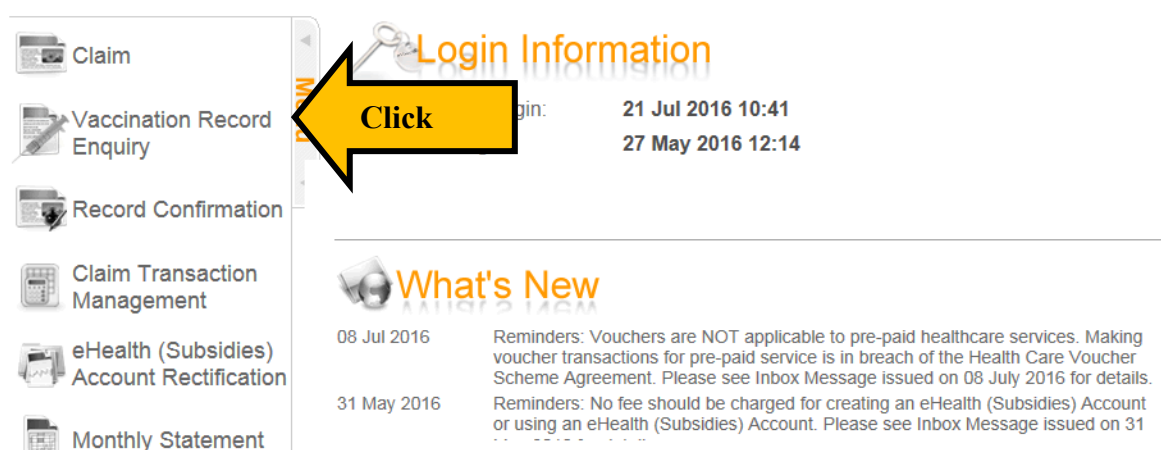 Claim
Vaccination Record
Enquiry
Record Confirmation
Claim Transaction
Management
eHealth (Subsidies)
Account Rectification
Monthly Statement
Click
Login Information
gin:
21 Jul 2016 10:41
27 May 2016 12:14
What's New
08 Jul 2016
Reminders: Vouchers are NOT applicable to pre-paid healthcare services. Making
voucher transactions for pre-paid service is in breach of the Health Care Voucher
Scheme Agreement. Please see Inbox Message issued on 08 July 2016 for details.
31 May 2016
Reminders: No fee should be charged for creating an eHealth (Subsidies) Account
or using an eHealth (Subsidies) Account. Please see Inbox Message issued on 31